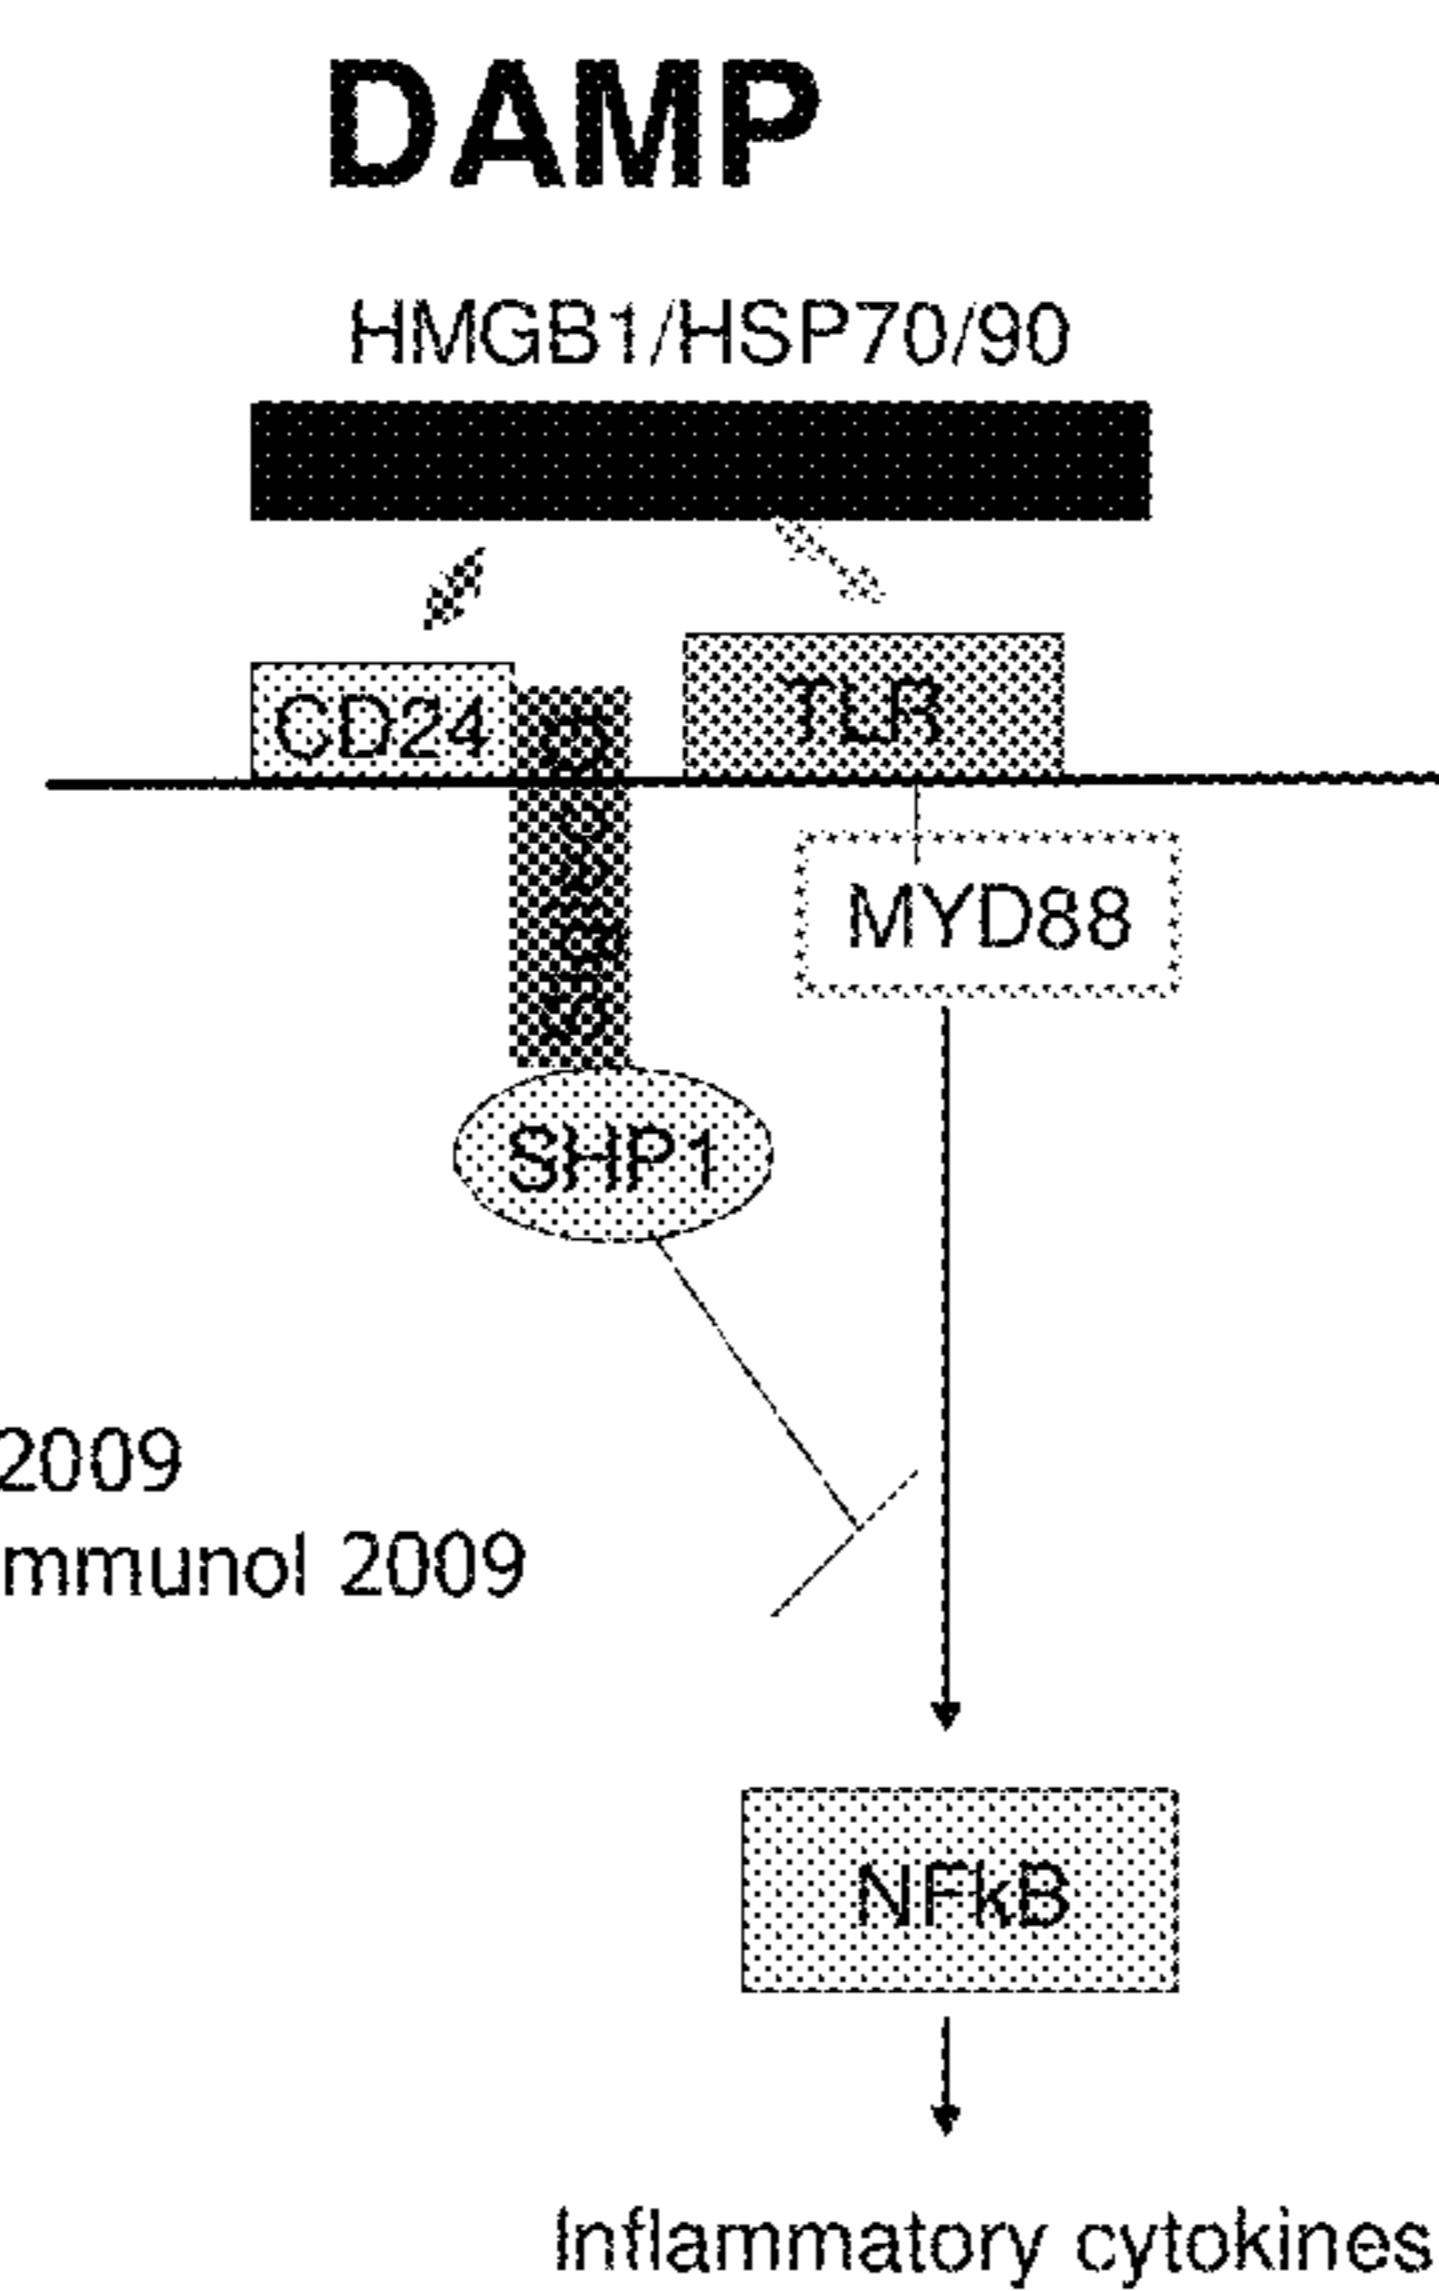 DAMP
HMGB1/HSP70/90
CD24
TLR
MYD88
SHP1
2009
mmunol 2009
NFkB
Inflammatory cytokines